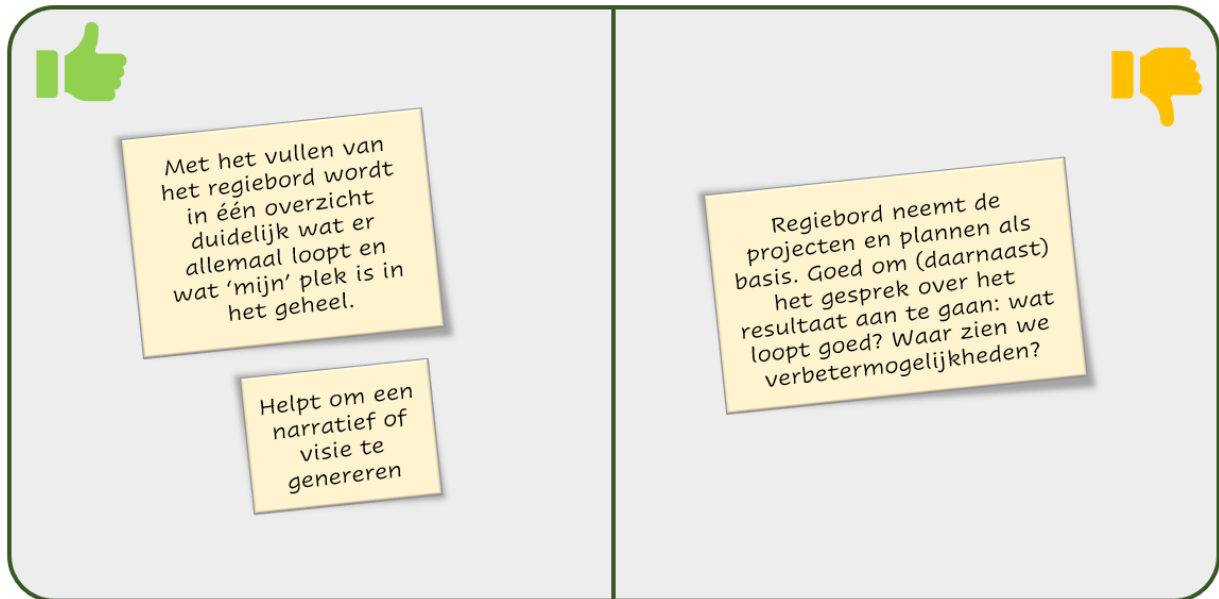 Met het vullen van
het regiebord wordt
in één overzicht
duidelijk wat er
allemaal loopt en
wat ‘mijn’ plek is in
het geheel.
Helpt om een
narratief of
visie te
genereren
Regiebord neemt de
projecten en plannen als
basis. Goed om (daarnaast)
het gesprek over het
resultaat aan te gaan: wat
loopt goed? Waar zien we
verbetermogelijkheden?